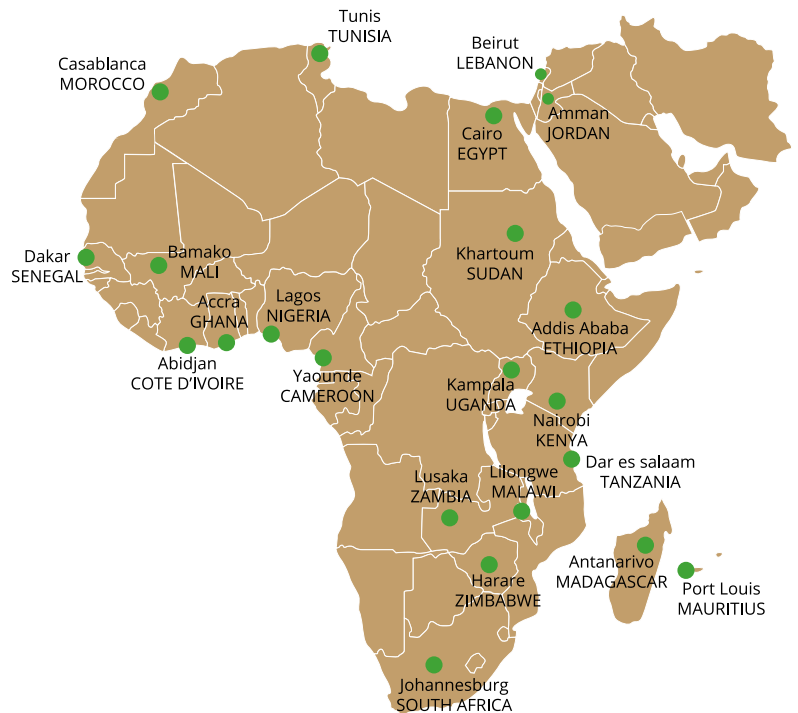 Tunis
TUNISIA
Beirut
LEBANON
Casablanca
MOROCCO
Amman
JORDAN
Cairo
EGYPT
Dakar
SENEGAL
Bamako
MALI
Khartoum
SUDAN
Accra
GHANA
Lagos
NIGERIA
Addis Ababa
ETHIOPIA
Abidjan
COTE D’IVOIRE
Yaounde
CAMEROON
Kampala
UGANDA
Nairobi
KENYA
Dar es salaam
TANZANIA
Lusaka
ZAMBIA
Lilongwe
MALAWI
Antanarivo
MADAGASCAR
Harare
ZIMBABWE
Port Louis
MAURITIUS
Johannesburg
SOUTH AFRICA